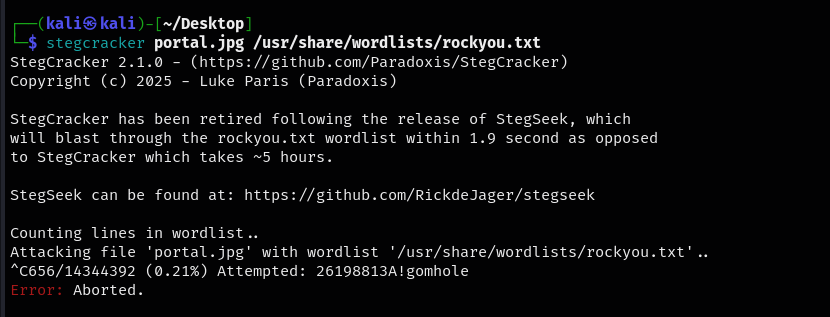 ┌──(kali㉿kali)-[~/Desktop]
└─$ stegcracker portal.jpg /usr/share/wordlists/rockyou.txt
StegCracker 2.1.0 - (https://github.com/Paradoxis/StegCracker)
Copyright (c) 2025 - Luke Paris (Paradoxis)
StegCracker has been retired following the release of StegSeek, which
will blast through the rockyou.txt wordlist within 1.9 second as opposed
to StegCracker which takes ~5 hours.
StegSeek can be found at: https://github.com/RickdeJager/stegseek
Counting lines in wordlist..
Attacking file 'portal.jpg' with wordlist '/usr/share/wordlists/rockyou.txt'..
^C656/14344392 (0.21%) Attempted: 26198813A!gomhole
Error: Aborted.